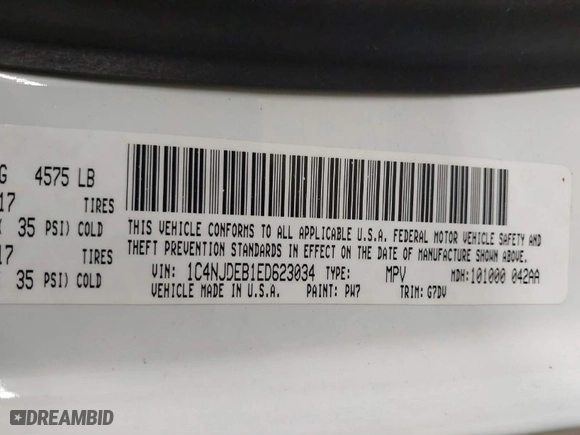 G 4575 LB
17 TIRES
35 PSI) COLD
17 TIRES
35 PSI) COLD
THIS VEHICLE CONFORMS TO ALL APPLICABLE U.S.A. FEDERAL MOTOR VEHICLE SAFETY AND
THEFT PREVENTION STANDARDS IN EFFECT ON THE DATE OF MANUFACTURE SHOWN ABOVE.
VIN: 1C4NJDEB1ED623034 TYPE: MPV MDH:101000 042AA
VEHICLE MADE IN U.S.A. PAINT: PW7 TRIM: G7DV
DREAMBID